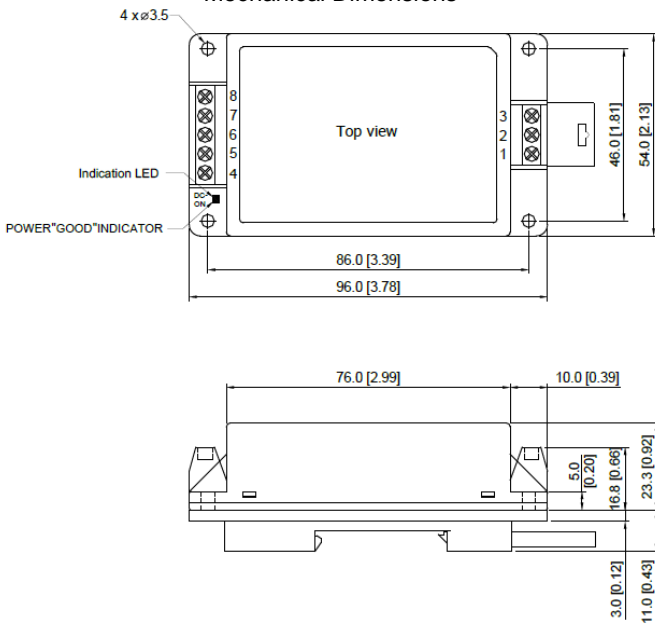 Mechanical Dimensions
4 x⌀3.5
8
7
6
5
4
3
2
1
Top view
Indication LED
DC
ON
POWER"GOOD"INDICATOR
46.0 [1.81]
54.0 [2.13]
86.0 [3.39]
96.0 [3.78]
76.0 [2.99]
10.0 [0.39]
5.0
[0.20]
16.8 [0.66]
23.3 [0.92]
3.0 [0.12]
11.0 [0.43]